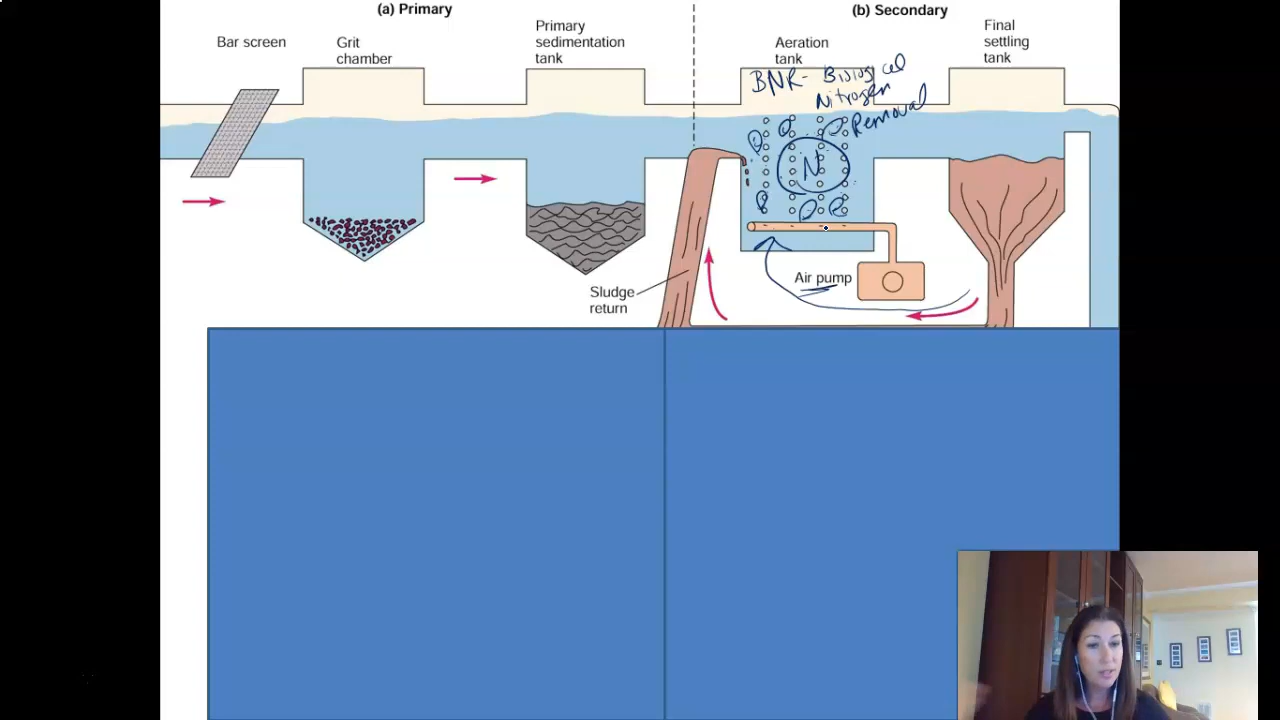 (a) Primary
(b) Secondary
Bar screen
Grit
chamber
Primary
sedimentation
tank
Aeration
tank
Final
settling
tank
BNR- Biological
Nitrogen
Removal
N
Sludge
return
Air pump